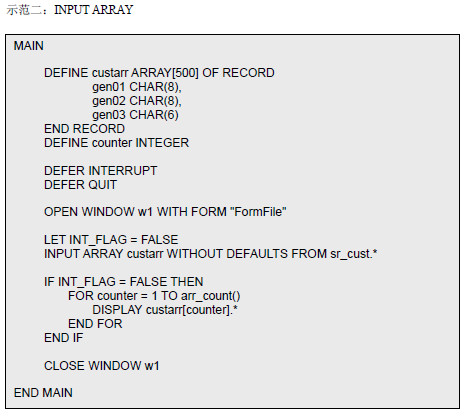 示范二：INPUT ARRAY
MAIN
DEFINE custarr ARRAY[500] OF RECORD
gen01 CHAR(8),
gen02 CHAR(8),
gen03 CHAR(6)
END RECORD
DEFINE counter INTEGER
DEFER INTERRUPT
DEFER QUIT
OPEN WINDOW w1 WITH FORM "FormFile"
LET INT_FLAG = FALSE
INPUT ARRAY custarr WITHOUT DEFAULTS FROM sr_cust.*
IF INT_FLAG = FALSE THEN
FOR counter = 1 TO arr_count()
DISPLAY custarr[counter].*
END FOR
END IF
CLOSE WINDOW w1
END MAIN